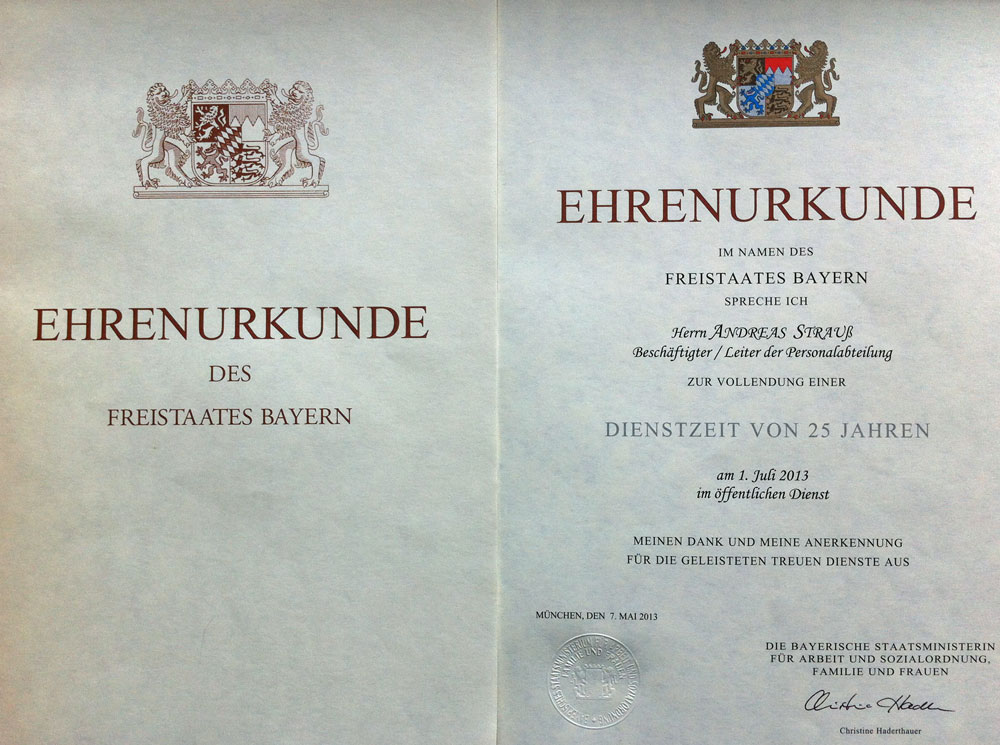 EHRENURKUNDE
DES
FREISTAATES BAYERN
EHRENURKUNDE
IM NAMEN DES
FREISTAATES BAYERN
SPRECHE ICH
Herrn ANDREAS STRAUß
Beschäftigter / Leiter der Personalabteilung
ZUR VOLLENDUNG EINER
DIENSTZEIT VON 25 JAHREN
am 1. Juli 2013
im öffentlichen Dienst
MEINEN DANK UND MEINE ANERKENNUNG
FÜR DIE GELEISTETEN TREUEN DIENSTE AUS
MÜNCHEN, DEN 7. MAI 2013
DIE BAYERISCHE STAATSMINISTERIN
FÜR ARBEIT UND SOZIALORDNUNG,
FAMILIE UND FRAUEN
Christine Haderthauer